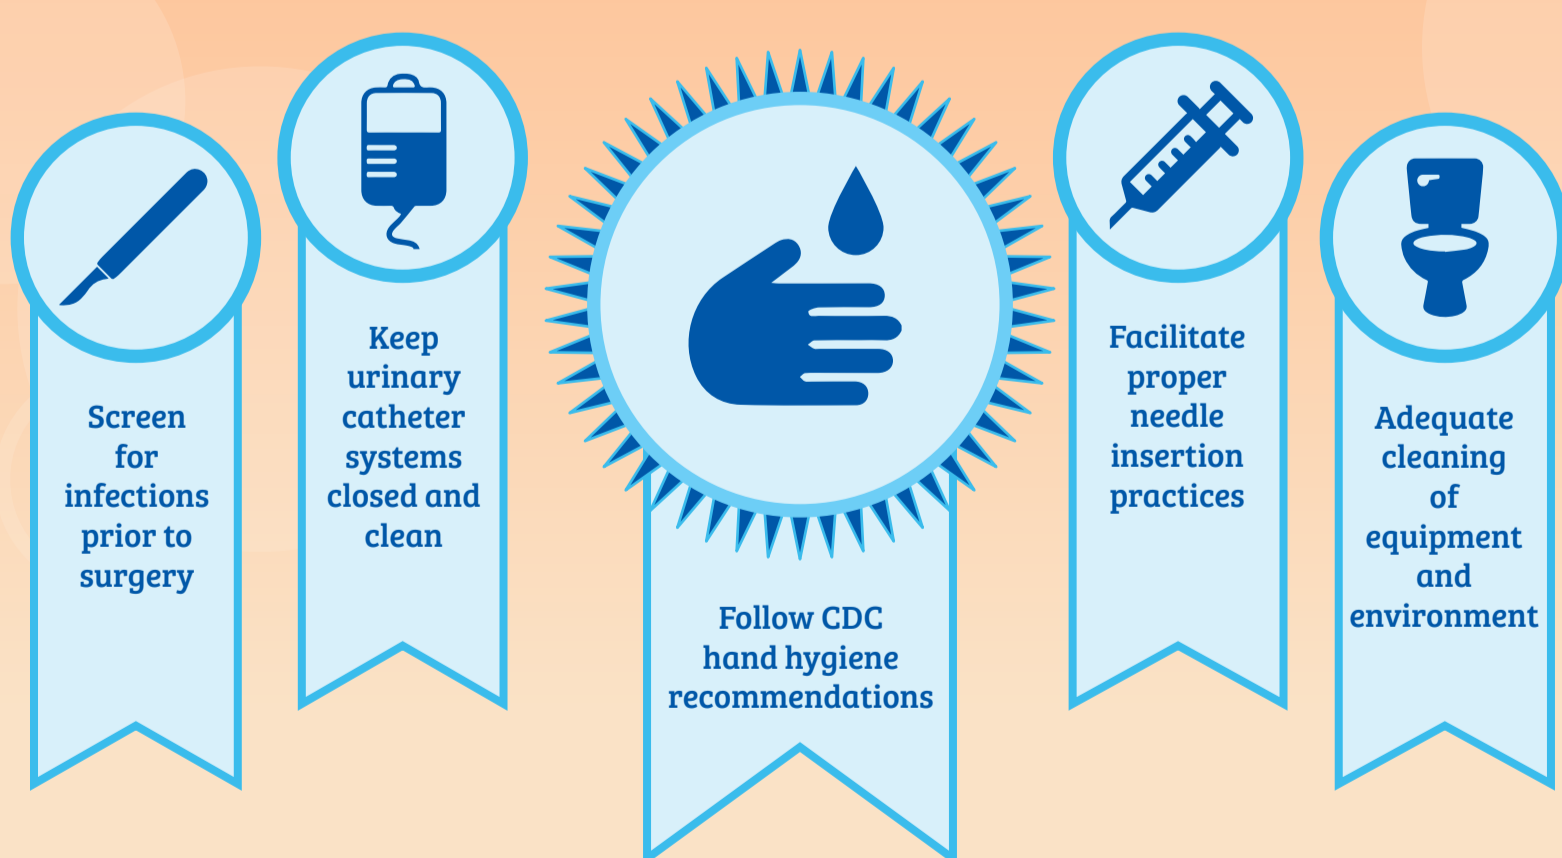 Screen
for
infections
prior to
surgery
Keep
urinary
catheter
systems
closed and
clean
Follow CDC
hand hygiene
recommendations
Facilitate
proper
needle
insertion
practices
Adequate
cleaning
of
equipment
and
environment